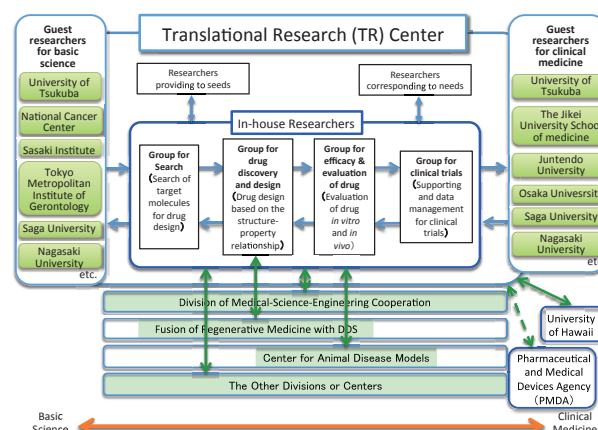 Translational Research (TR) Center
Guest
researchers
for basic
science
University of
Tsukuba
National Cancer
Center
Sasaki Institute
Tokyo
Metropolitan
Institute of
Gerontology
Saga University
Nagasaki
University
etc.
Researchers
providing to seeds
Researchers
corresponding to needs
In-house Researchers
Group for
Search
(Search of
target
molecules
for drug
design)
Group for
drug
discovery
and design
(Drug design
based on the
structure-
property
relationship)
Group for
efficacy &
evaluation
of drug
(Evaluation
of drug
in vitro
and in
vivo)
Group for
clinical trials
(Supporting
and data
management
for clinical
trials)
Guest
researchers
for clinical
medicine
University of
Tsukuba
The Jikei
University Schoo
of medicine
Juntendo
University
Osaka Universit
Saga University
Nagasaki
University
et
Division of Medical-Science-Engineering Cooperation
Fusion of Regenerative Medicine with DDS
Center for Animal Disease Models
The Other Divisions or Centers
University
of Hawaii
Pharmaceutical
and Medical
Devices Agency
(PMDA)
Basic
Science
Clinical
Medicine